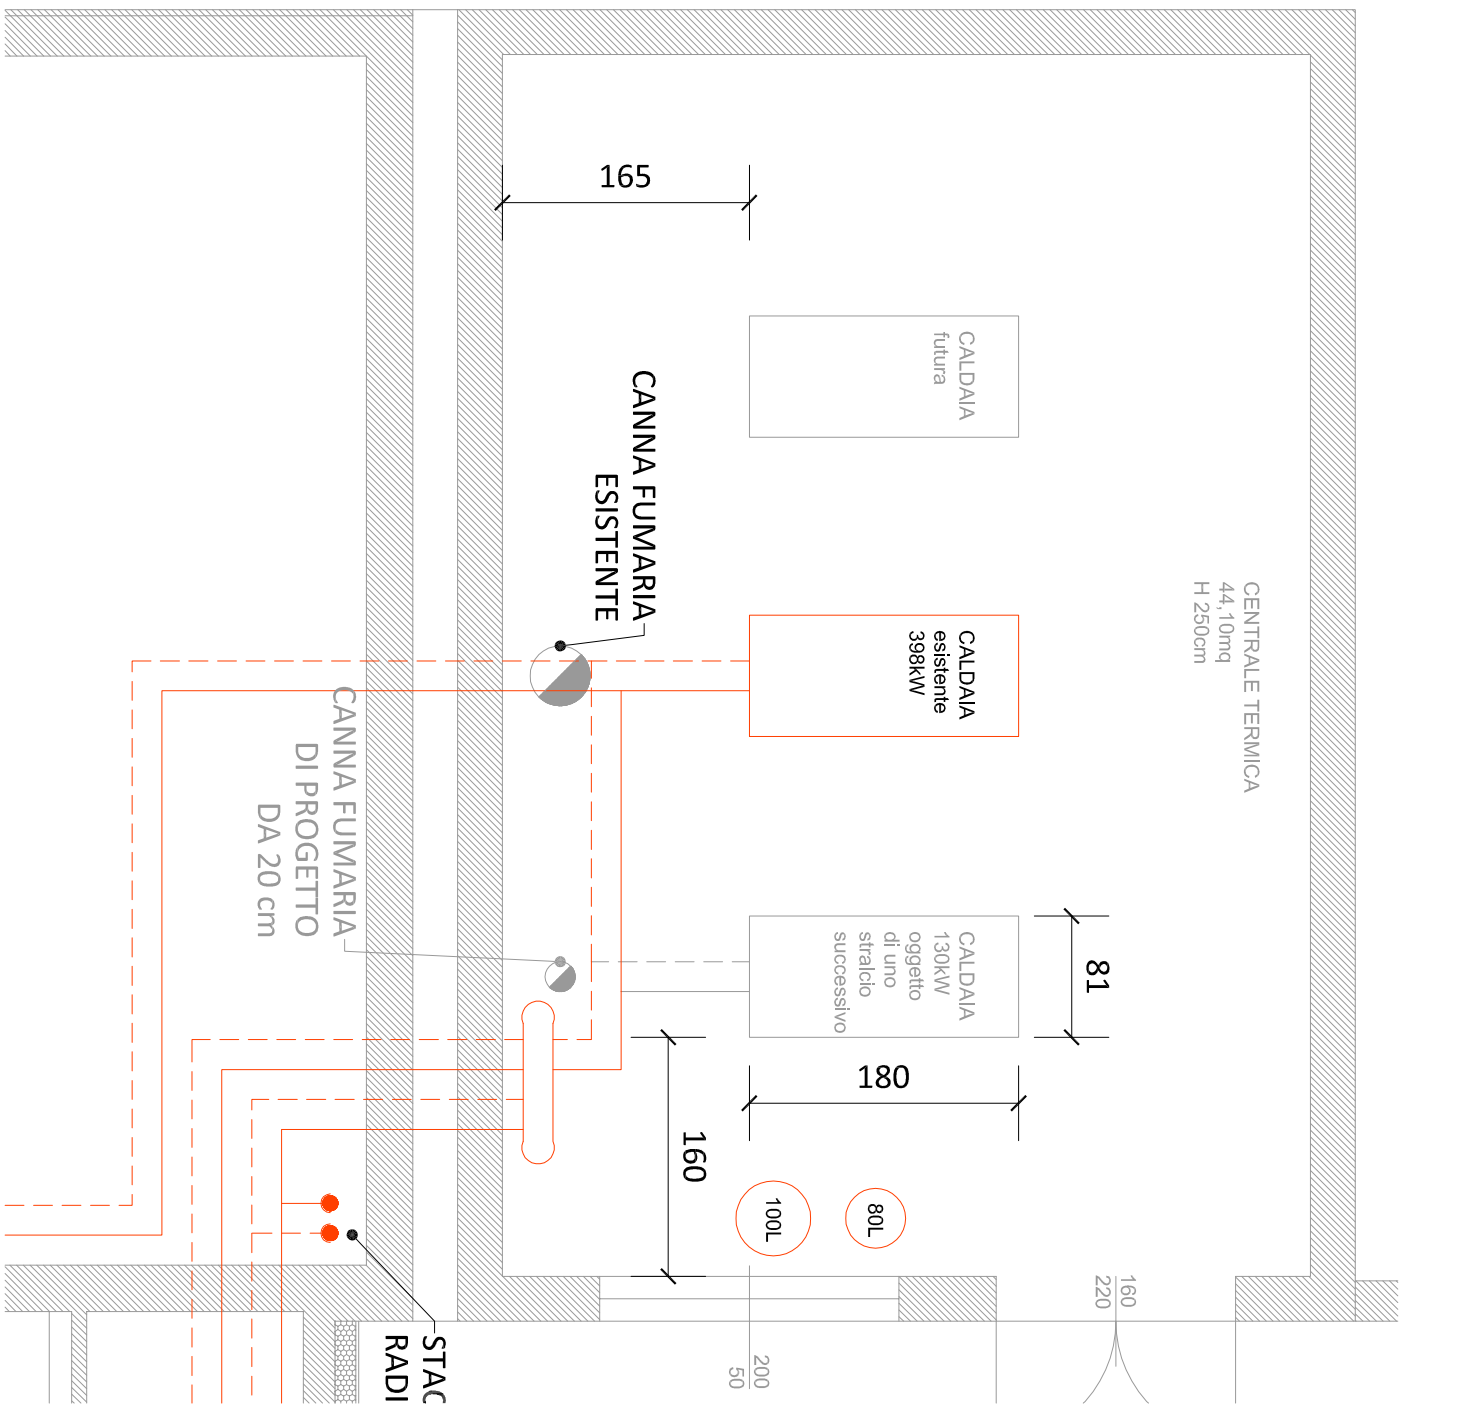 165
CALDAIA
futura
CANNA FUMARIA
ESISTENTE
CENTRALE TERMICA
44,10mq
H 250cm
CALDAIA
esistente
398kW
CANNA FUMARIA
DI PROGETTO
DA 20 cm
CALDAIA
130kW
oggetto
di uno
stralcio
successivo
81
180
160
100L
80L
160
220
200
50
STAC
RADI